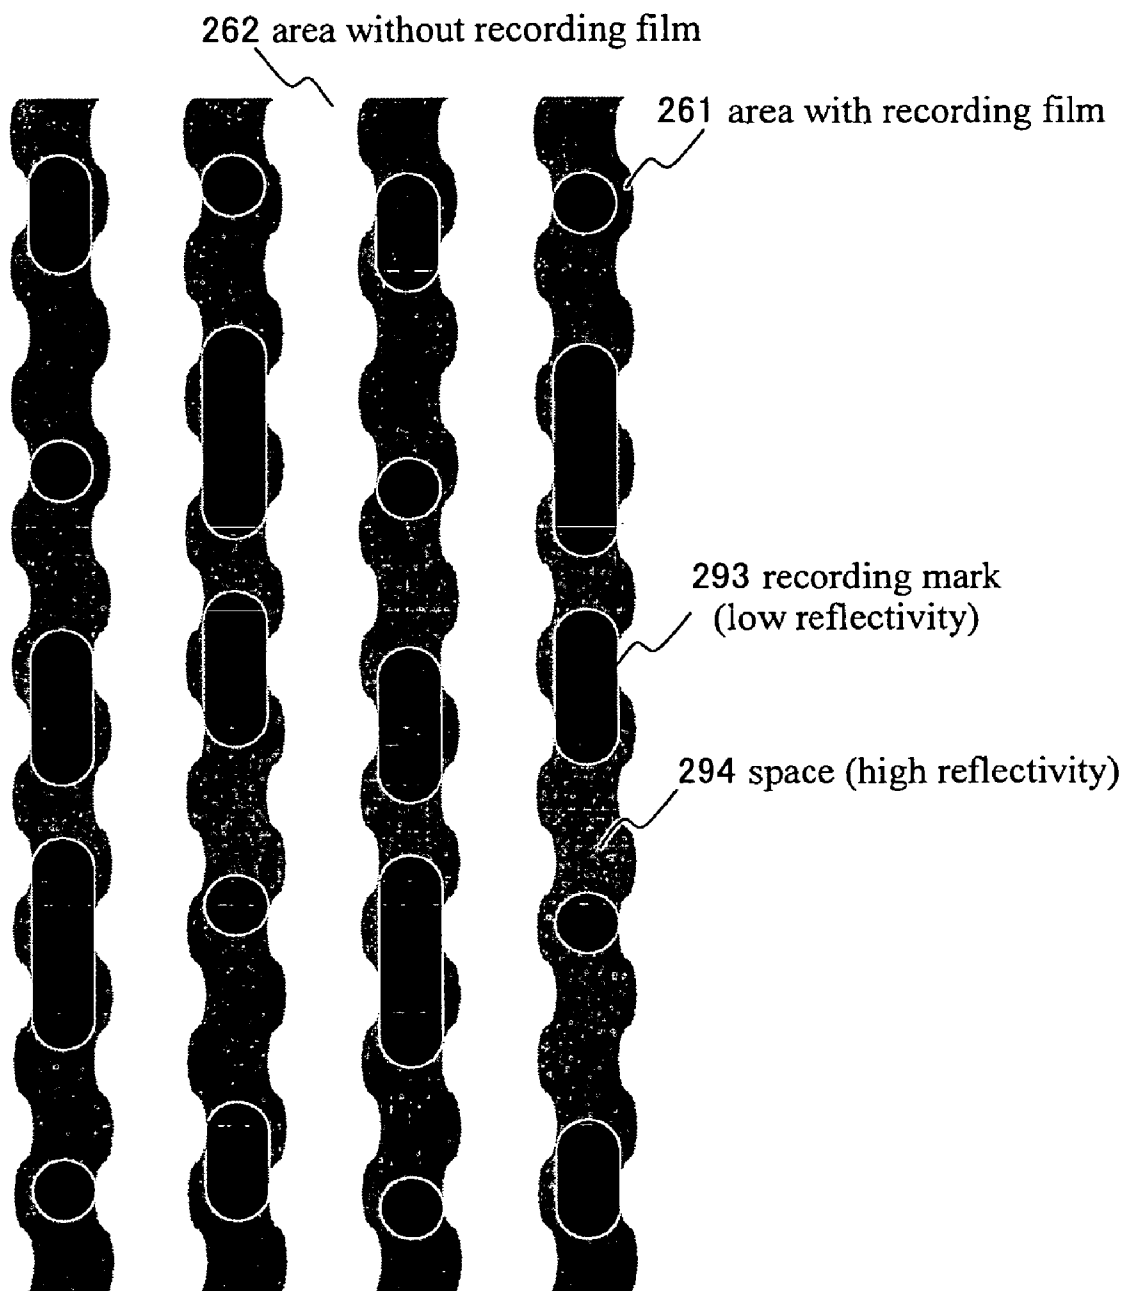 262 area without recording film
261 area with recording film
293 recording mark
(low reflectivity)
294 space (high reflectivity)